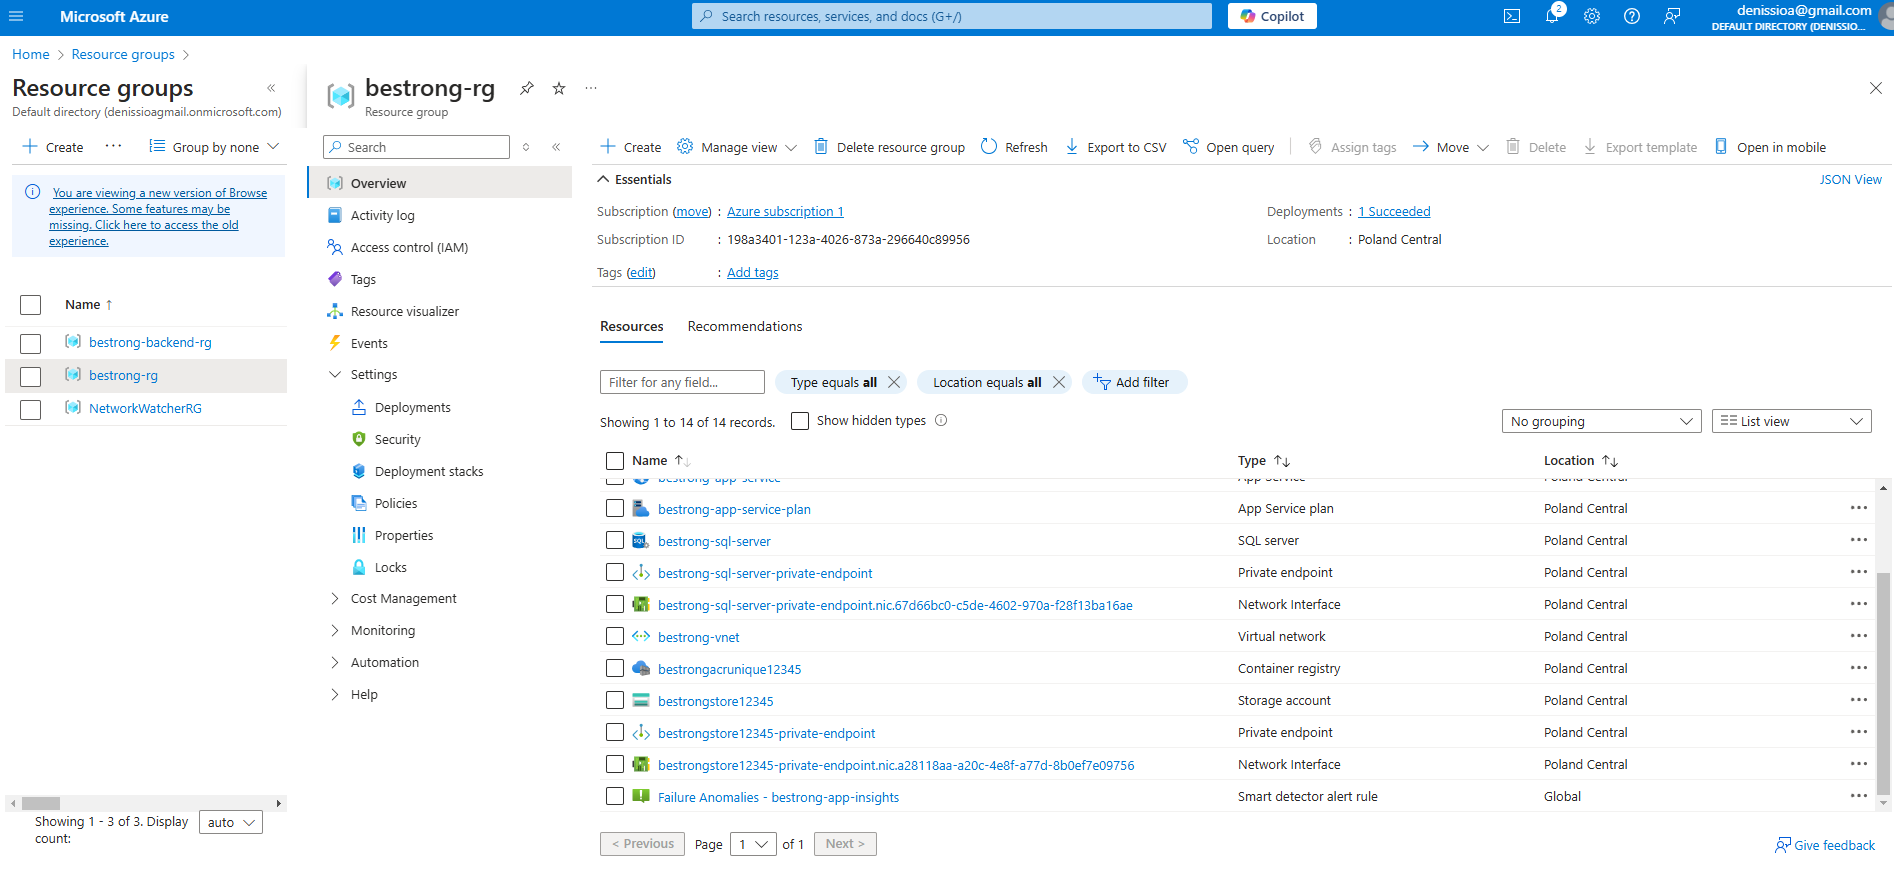 Microsoft Azure
Search resources, services, and docs (G+/)
Copilot
2
denissioa@gmail.com
DEFAULT DIRECTORY (DENISSIO...
Home > Resource groups >
Resource groups
Default directory (denissioagmail.onmicrosoft.com)
+ Create ... Group by none
You are viewing a new version of Browse
experience. Some features may be
missing. Click here to access the old
experience.
Name ↑
bestrong-backend-rg
bestrong-rg
NetworkWatcherRG
Showing 1 - 3 of 3. Display
count:
auto
bestrong-rg
Resource group
Search
Overview
Activity log
Access control (IAM)
Tags
Resource visualizer
Events
Settings
Deployments
Security
Deployment stacks
Policies
Properties
Locks
Cost Management
Monitoring
Automation
Help
+ Create Manage view Delete resource group Refresh Export to CSV Open query Assign tags Move Delete Export template Open in mobile
Essentials
JSON View
Subscription (move) : Azure subscription 1
Deployments : 1 Succeeded
Subscription ID : 198a3401-123a-4026-873a-296640c89956
Location : Poland Central
Tags (edit) : Add tags
Resources Recommendations
Filter for any field... Type equals all Location equals all Add filter
Showing 1 to 14 of 14 records. Show hidden types
No grouping List view
Name ↑↓ Type ↑↓ Location ↑↓
bestrong-app-service App Service Poland Central
bestrong-app-service-plan App Service plan Poland Central ...
bestrong-sql-server SQL server Poland Central ...
bestrong-sql-server-private-endpoint Private endpoint Poland Central ...
bestrong-sql-server-private-endpoint.nic.67d66bc0-c5de-4602-970a-f28f13ba16ae Network Interface Poland Central ...
bestrong-vnet Virtual network Poland Central ...
bestrongacrunique12345 Container registry Poland Central ...
bestrongstore12345 Storage account Poland Central ...
bestrongstore12345-private-endpoint Private endpoint Poland Central ...
bestrongstore12345-private-endpoint.nic.a28118aa-a20c-4e8f-a77d-8b0ef7e09756 Network Interface Poland Central ...
Failure Anomalies - bestrong-app-insights Smart detector alert rule Global ...
< Previous Page 1 of 1 Next >
Give feedback